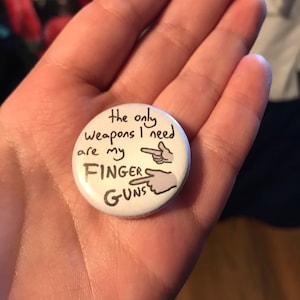 the only
weapons I need
are my
FINGER
GUNS